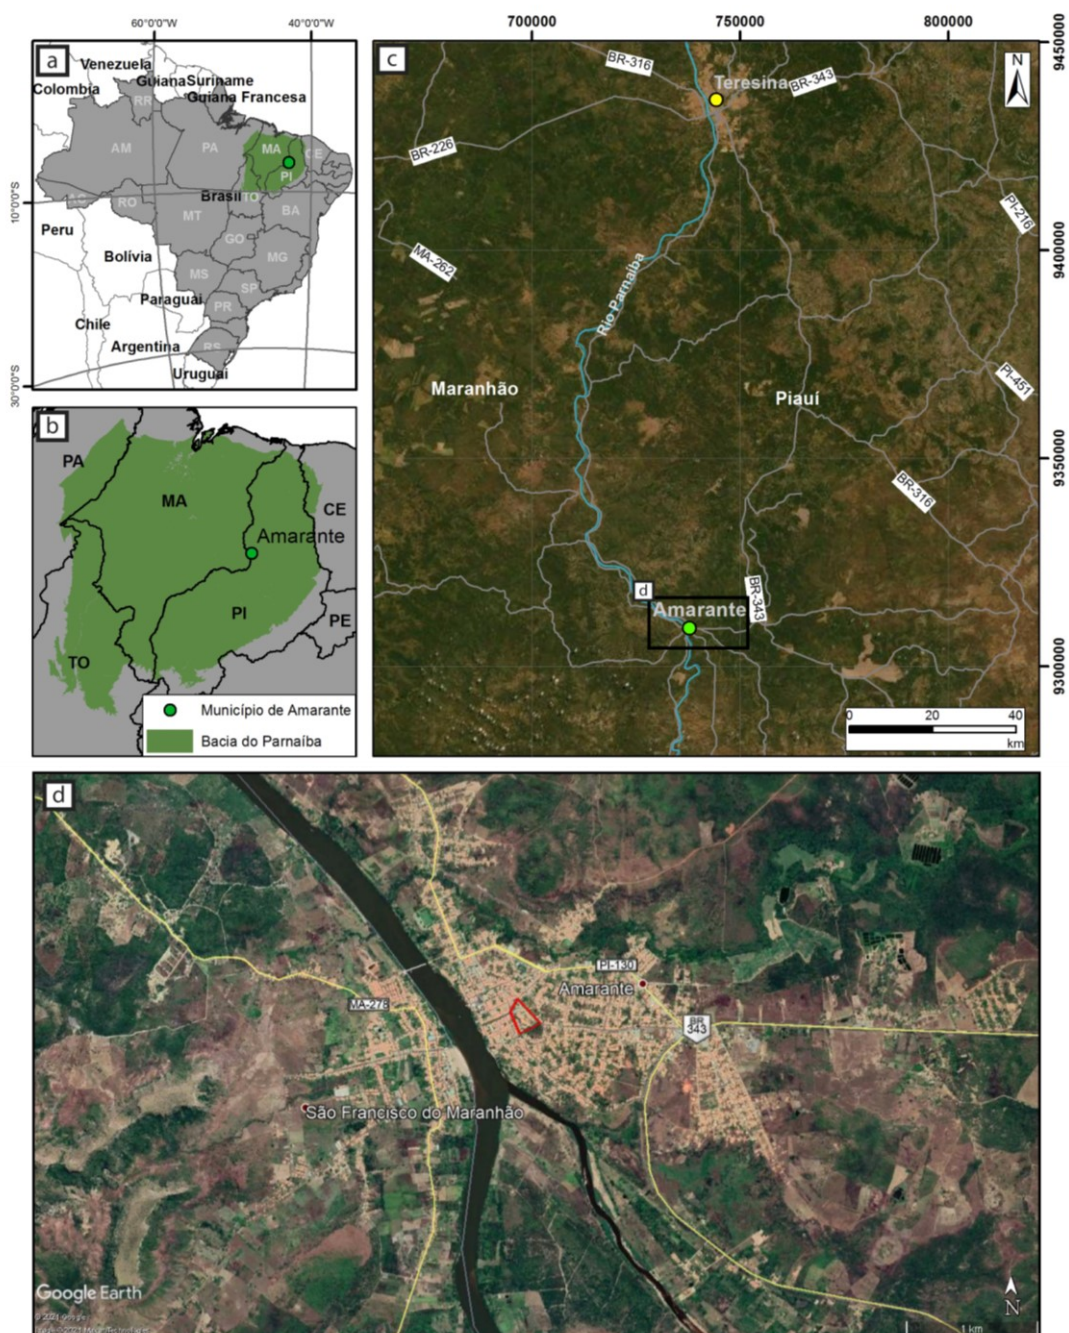 60°0'0"W
40°0'0"W
a
Venezuela
Guiana
Suriname
Colombia
Guiana Francesa
RR
AM
PA
MA
CE
PI
Brasil
TO
10°0'0"S
RO
MT
BA
Peru
GO
Bolívia
MG
MS
SP
Paraguai
PR
Chile
Argentina
RS
Uruguai
30°0'0"S
b
PA
MA
CE
Amarante
PI
PE
TO
Município de Amarante
Bacia do Parnaíba
700000
750000
800000
c
BR-316
Teresina
BR-343
N
9450000
BR-226
PI-216
MA-262
9400000
Rio Parnaíba
Maranhão
Piauí
PI-451
9350000
BR-316
d
Amarante
BR-343
9300000
0
20
40
km
d
PI-130
Amarante
MA-278
BR
343
São Francisco do Maranhão
Google Earth
N
1 km